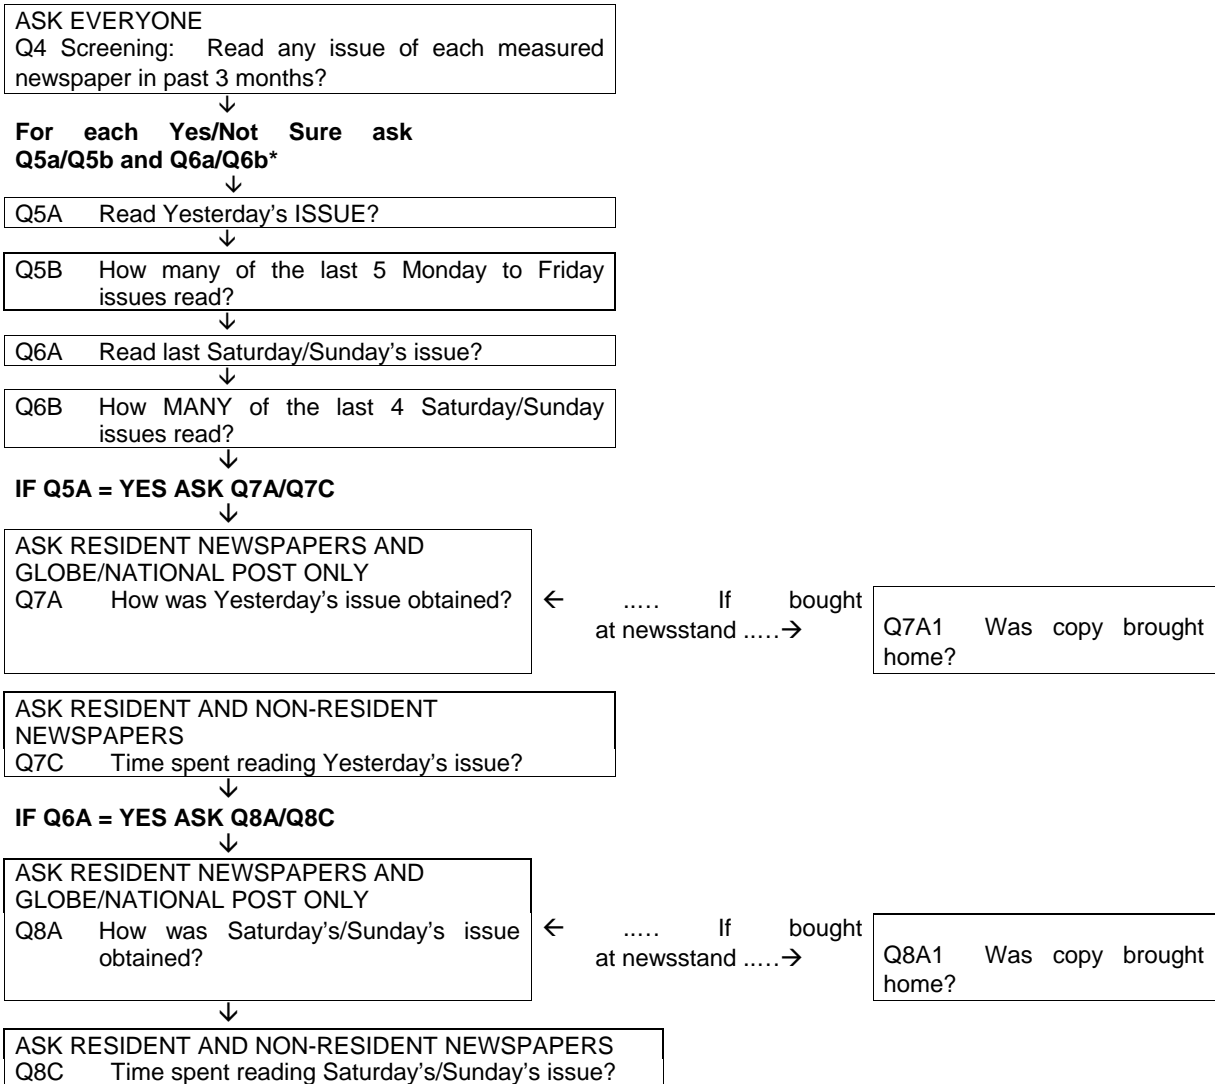 ASK EVERYONE
Q4 Screening: Read any issue of each measured
newspaper in past 3 months?
↓
For each Yes/Not Sure ask
Q5a/Q5b and Q6a/Q6b*
↓
Q5A Read Yesterday's ISSUE?
↓
Q5B How many of the last 5 Monday to Friday
issues read?
↓
Q6A Read last Saturday/Sunday's issue?
↓
Q6B How MANY of the last 4 Saturday/Sunday
issues read?
↓
IF Q5A = YES ASK Q7A/Q7C
↓
ASK RESIDENT NEWSPAPERS AND
GLOBE/NATIONAL POST ONLY
Q7A How was Yesterday's issue obtained?
← ..… If bought
at newsstand ..…→
Q7A1 Was copy brought
home?
ASK RESIDENT AND NON-RESIDENT
NEWSPAPERS
Q7C Time spent reading Yesterday's issue?
↓
IF Q6A = YES ASK Q8A/Q8C
↓
ASK RESIDENT NEWSPAPERS AND
GLOBE/NATIONAL POST ONLY
Q8A How was Saturday's/Sunday's issue
obtained?
← ..… If bought
at newsstand ..…→
Q8A1 Was copy brought
home?
↓
ASK RESIDENT AND NON-RESIDENT NEWSPAPERS
Q8C Time spent reading Saturday's/Sunday's issue?